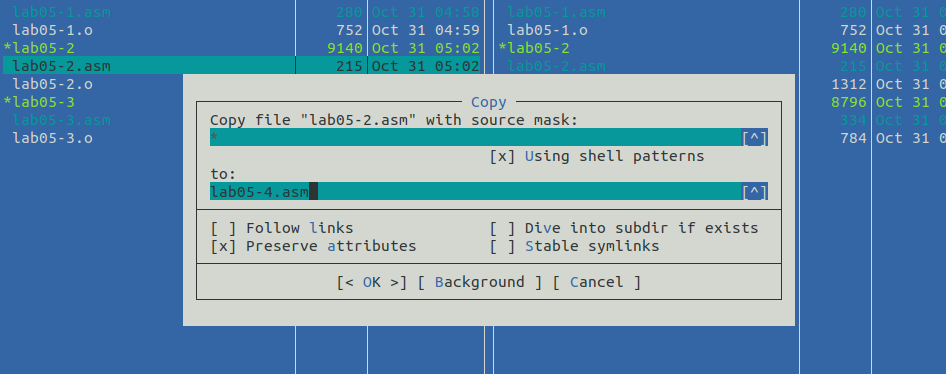 lab05-1.asm 280 Oct 31 04:58 lab05-1.asm 280 Oct 31 0
lab05-1.o 752 Oct 31 04:59 lab05-1.o 752 Oct 31 0
*lab05-2 9140 Oct 31 05:02 *lab05-2 9140 Oct 31 0
lab05-2.asm 215 Oct 31 05:02 lab05-2.asm 215 Oct 31 0
lab05-2.o 1312 Oct 31 0
*lab05-3 8796 Oct 31 0
lab05-3.asm 334 Oct 31 0
lab05-3.o 784 Oct 31 0
Copy
Copy file "lab05-2.asm" with source mask:
* [^]
[x] Using shell patterns
to:
lab05-4.asm [^]
[ ] Follow links [ ] Dive into subdir if exists
[x] Preserve attributes [ ] Stable symlinks
[< OK >] [ Background ] [ Cancel ]